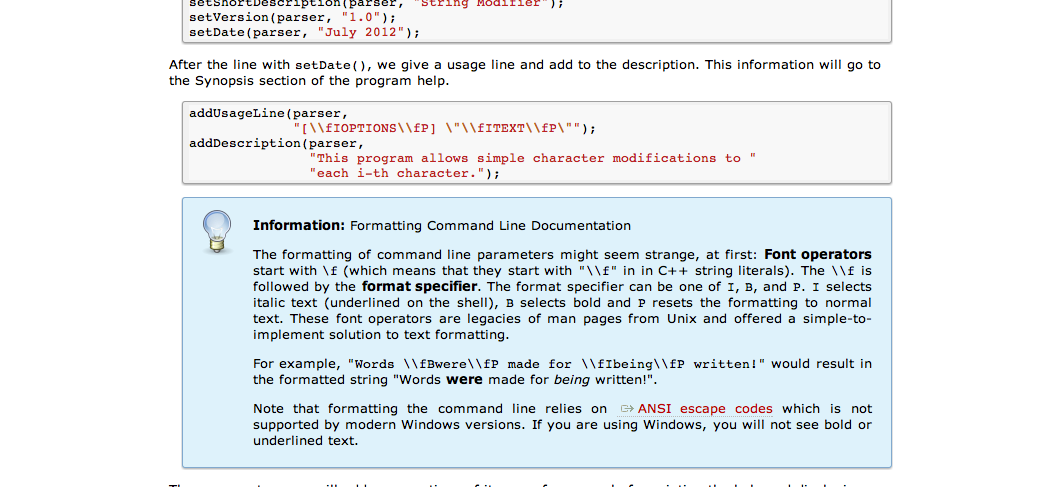 setShortDescription(parser, "String Modifier");
setVersion(parser, "1.0");
setDate(parser, "July 2012");
After the line with setDate(), we give a usage line and add to the description. This information will go to
the Synopsis section of the program help.
addUsageLine(parser,
"[\\fIOPTIONS\\fP] \"\\fITEXT\\fP\"");
addDescription(parser,
"This program allows simple character modifications to "
"each i-th character.");
Information: Formatting Command Line Documentation
The formatting of command line parameters might seem strange, at first: Font operators
start with \f (which means that they start with "\\f" in in C++ string literals). The \\f is
followed by the format specifier. The format specifier can be one of I, B, and P. I selects
italic text (underlined on the shell), B selects bold and P resets the formatting to normal
text. These font operators are legacies of man pages from Unix and offered a simple-to-
implement solution to text formatting.
For example, "Words \\fBwere\\fP made for \\fIbeing\\fP written!" would result in
the formatted string "Words were made for being written!".
Note that formatting the command line relies on ANSI escape codes which is not
supported by modern Windows versions. If you are using Windows, you will not see bold or
underlined text.